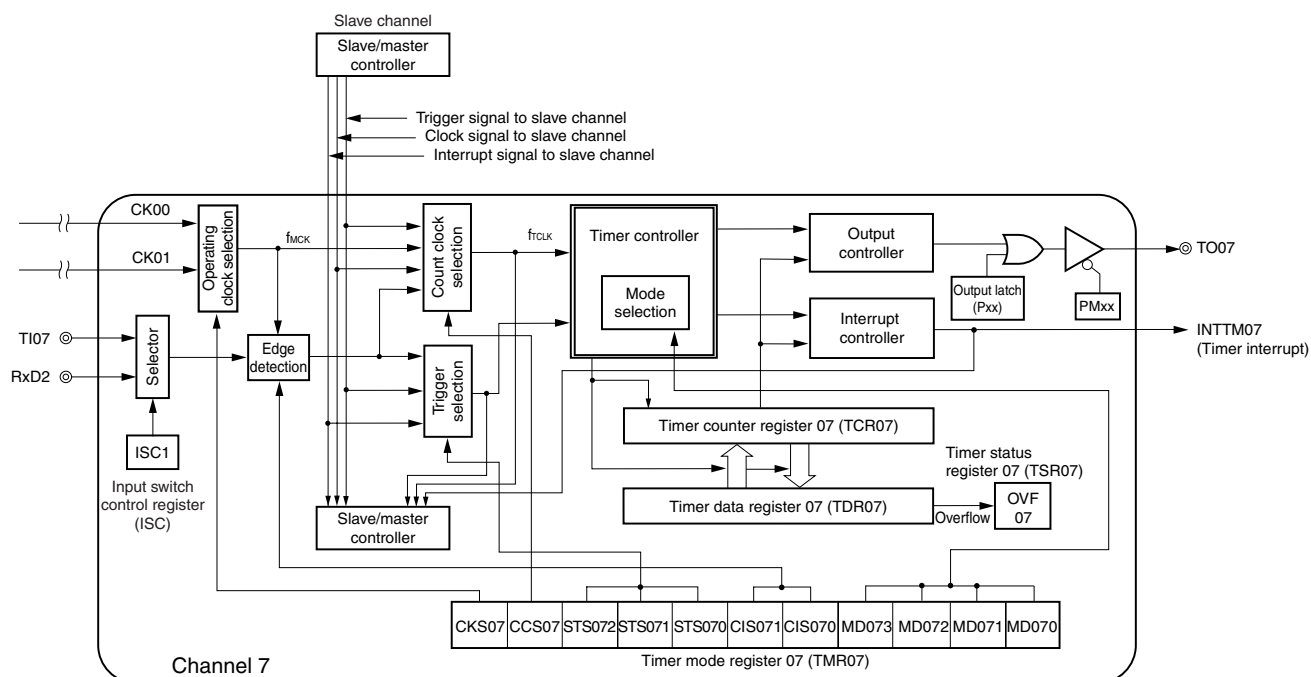 Slave channel
Slave/master
controller
Trigger signal to slave channel
Clock signal to slave channel
Interrupt signal to slave channel
CK00
CK01
Operating
clock selection
fMCK
Count clock
selection
fTCLK
Timer controller
Mode
selection
Output
controller
TO07
Output latch
(Pxx)
PMxx
Interrupt
controller
INTTM07
(Timer interrupt)
TI07
RxD2
Selector
Edge
detection
Trigger
selection
ISC1
Input switch
control register
(ISC)
Timer counter register 07 (TCR07)
Timer status
register 07 (TSR07)
Timer data register 07 (TDR07)
Overflow
OVF
07
Slave/master
controller
CKS07 CCS07 STS072 STS071 STS070 CIS071 CIS070 MD073 MD072 MD071 MD070
Timer mode register 07 (TMR07)
Channel 7